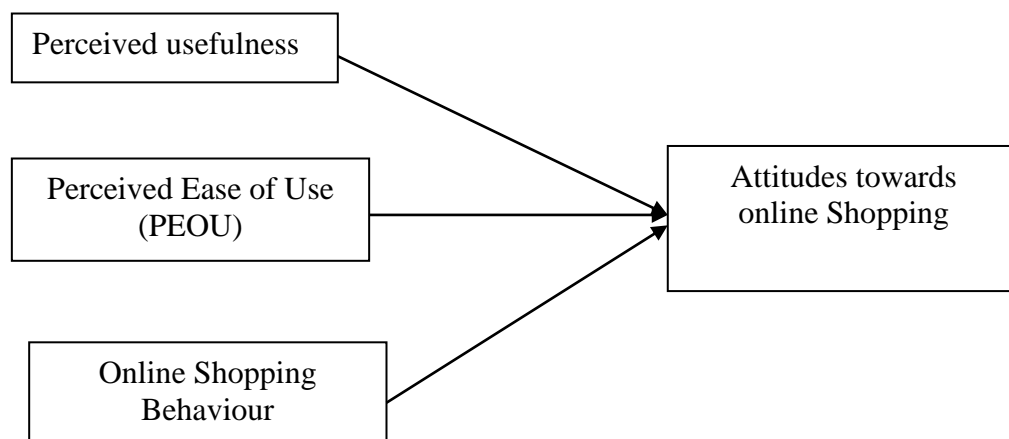 Perceived usefulness
Perceived Ease of Use
(PEOU)
Online Shopping
Behaviour
Attitudes towards
online Shopping